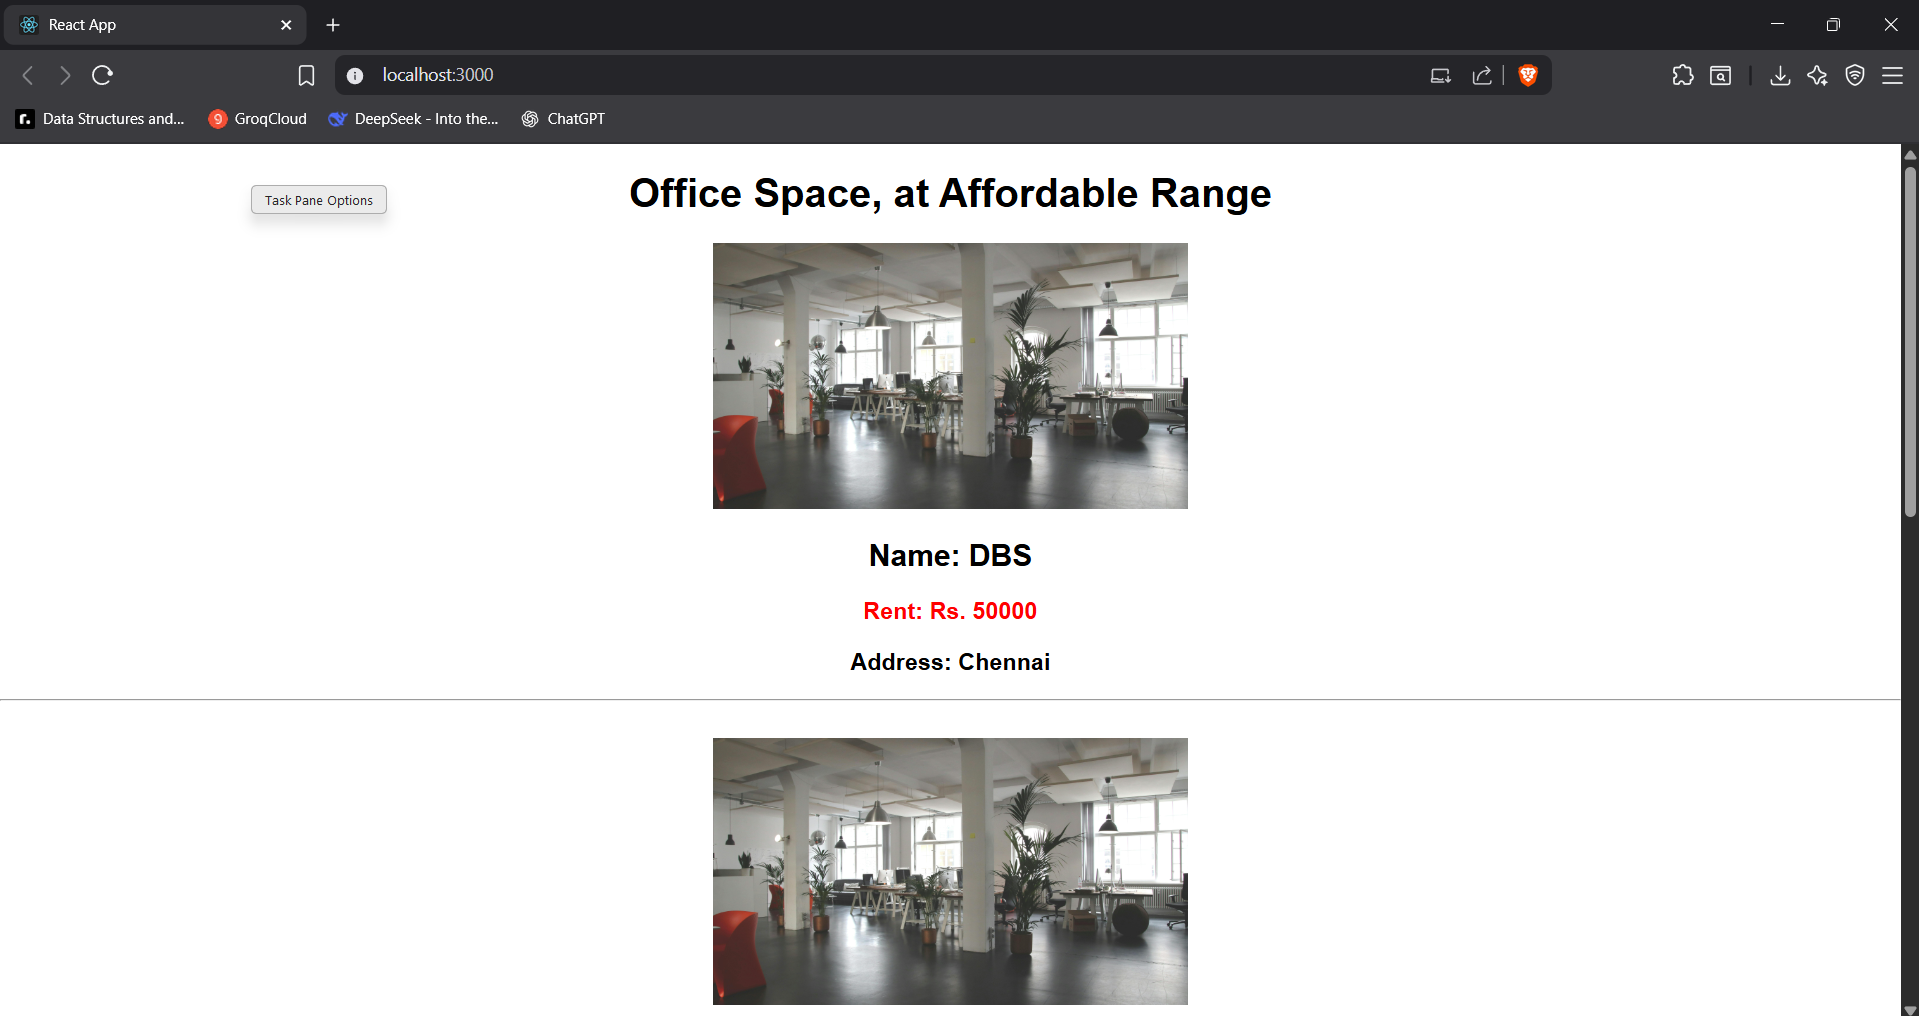 React App
localhost:3000
Data Structures and...
9 GroqCloud
DeepSeek - Into the...
ChatGPT
Task Pane Options
Office Space, at Affordable Range
Name: DBS
Rent: Rs. 50000
Address: Chennai